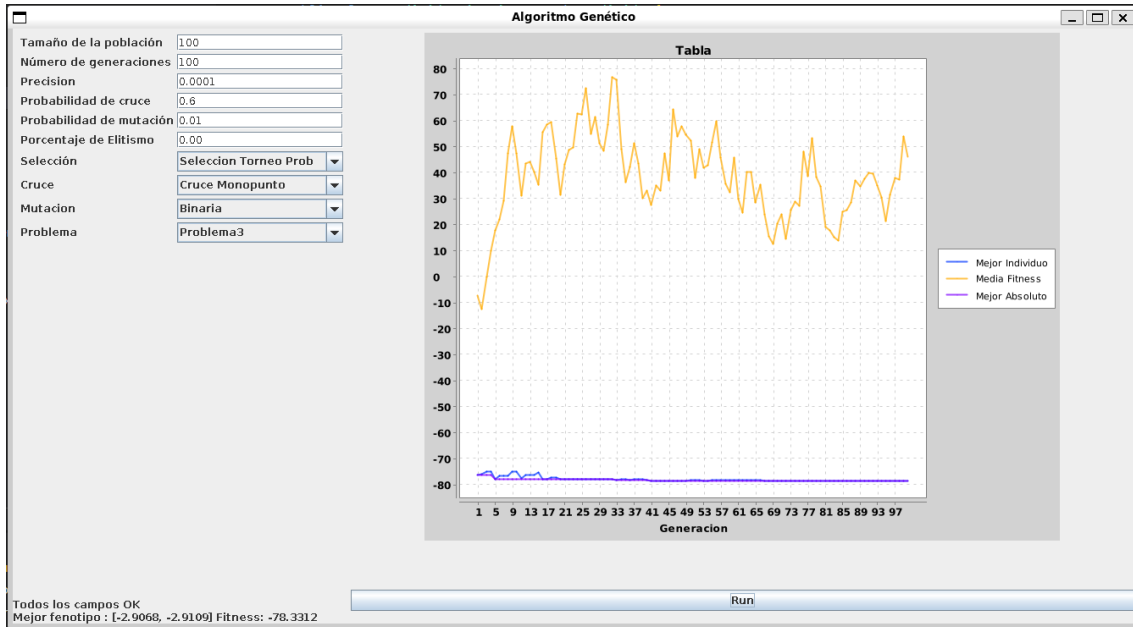 Algoritmo Genético
Tamaño de la población 100
Número de generaciones 100
Precision 0.0001
Probabilidad de cruce 0.6
Probabilidad de mutación 0.01
Porcentaje de Elitismo 0.00
Selección Seleccion Torneo Prob
Cruce Cruce Monopunto
Mutacion Binaria
Problema Problema3
Tabla
80
70
60
50
40
30
20
10
0
-10
-20
-30
-40
-50
-60
-70
-80
1 5 9 13 17 21 25 29 33 37 41 45 49 53 57 61 65 69 73 77 81 85 89 93 97
Generacion
Mejor Individuo
Media Fitness
Mejor Absoluto
Run
Todos los campos OK
Mejor fenotipo : [-2.9068, -2.9109] Fitness: -78.3312